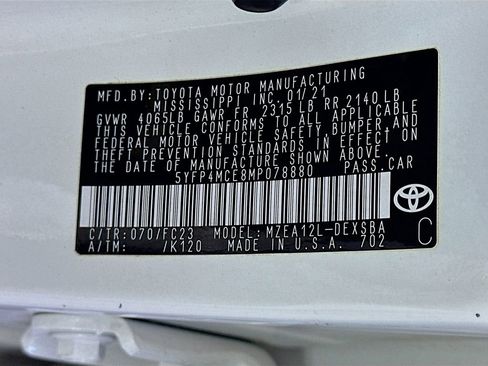 MFD.BY:TOYOTA MOTOR MANUFACTURING
MISSISSIPPI INC. 01/21
GVWR 4065LB GAWR FR 2315 LB RR 2140 LB
THIS VEHICLE CONFORMS TO ALL APPLICABLE
FEDERAL MOTOR VEHICLE SAFETY, BUMPER, AND
THEFT PREVENTION STANDARDS IN EFFECT ON
THE DATE OF MANUFACTURE SHOWN ABOVE.
5YFP4MCE8MP078880 PASS.CAR
C/TR:070/FC23 MODEL:MZEA12L-DEXSBA
A/TM: /K120 MADE IN U.S.A. 702
C